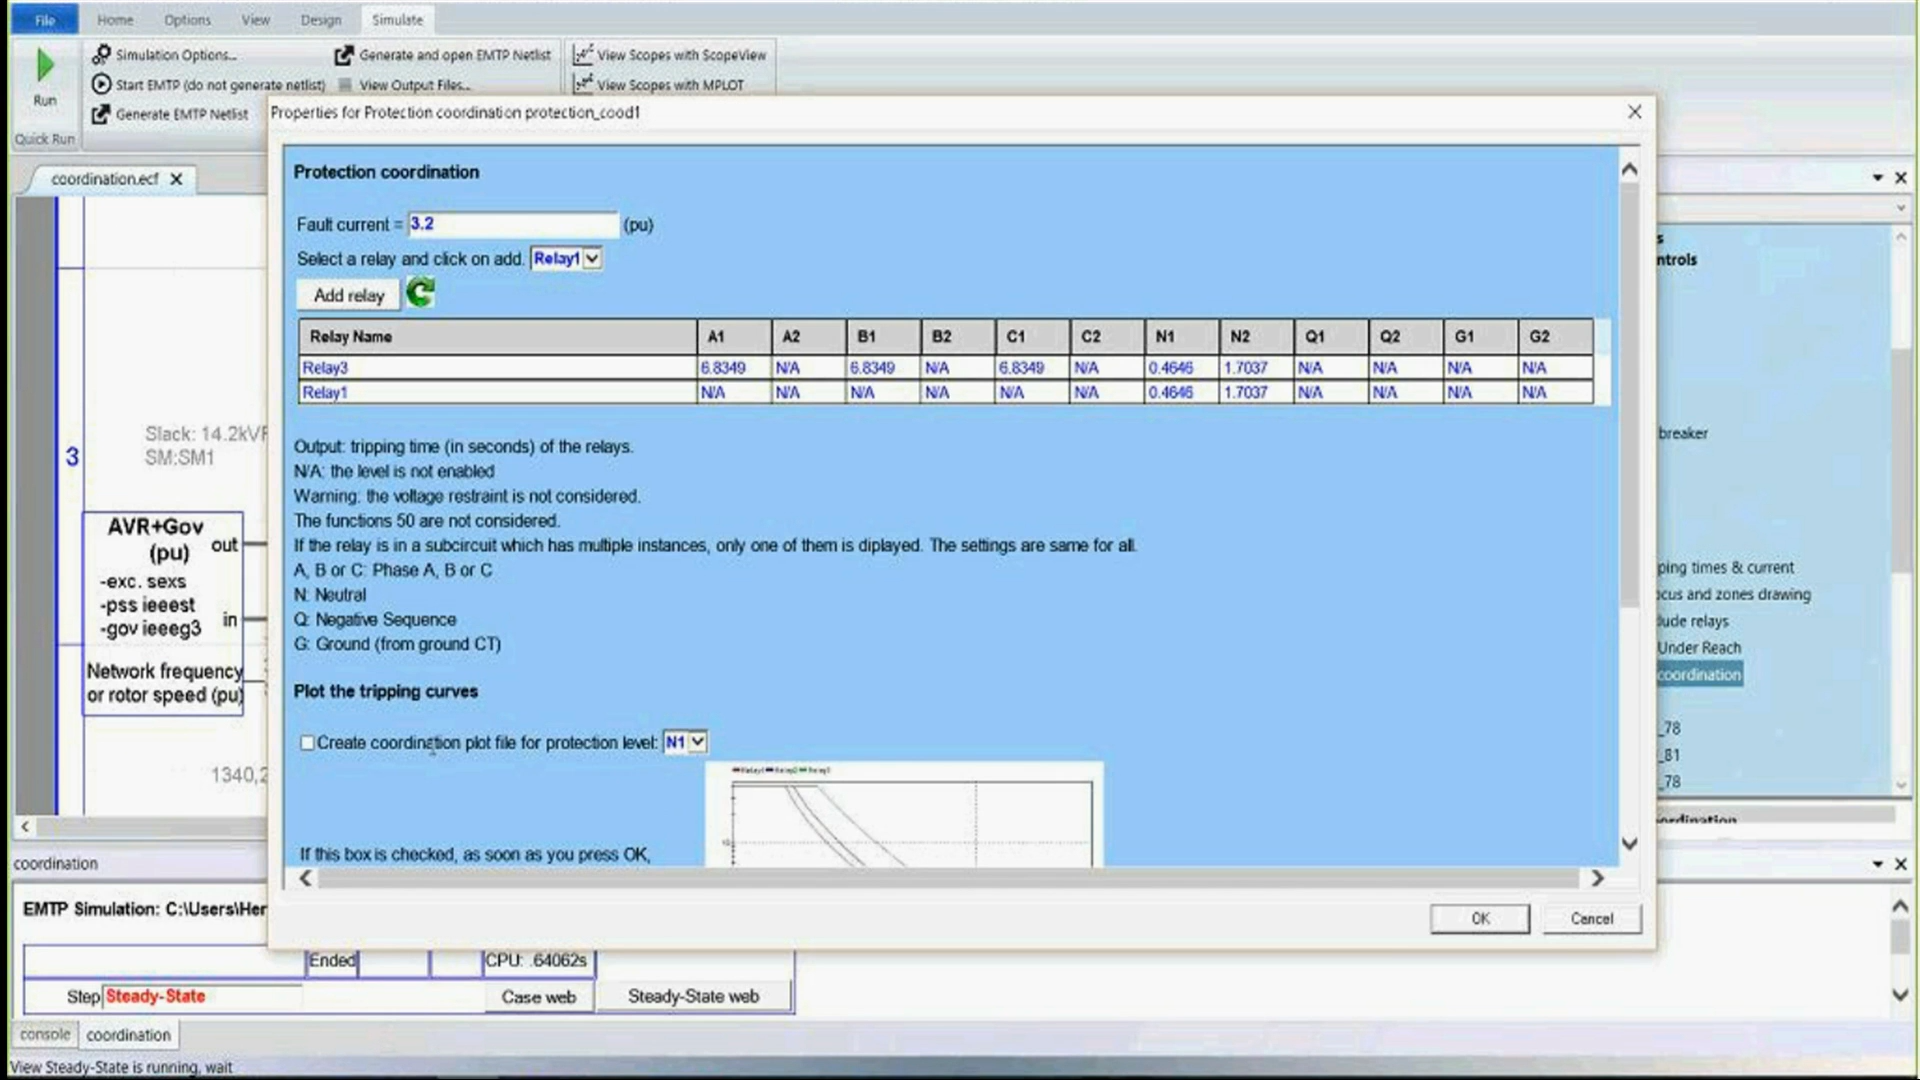 File Home Options View Design Simulate
Simulation Options... Generate and open EMTP Netlist View Scopes with ScopeView
Start EMTP (do not generate netlist) View Output Files... View Scopes with MPLOT
Run
Generate EMTP Netlist
Quick Run
Properties for Protection coordination protection_cood1
coordination.ecf
Protection coordination
Fault current = 3.2 (pu)
Select a relay and click on add. Relay1
Add relay
Relay Name A1 A2 B1 B2 C1 C2 N1 N2 Q1 Q2 G1 G2
Relay3 6.8349 N/A 6.8349 N/A 6.8349 N/A 0.4646 1.7037 N/A N/A N/A N/A
Relay1 N/A N/A N/A N/A N/A N/A 0.4646 1.7037 N/A N/A N/A N/A
Output: tripping time (in seconds) of the relays.
N/A: the level is not enabled
Warning: the voltage restraint is not considered.
The functions 50 are not considered.
If the relay is in a subcircuit which has multiple instances, only one of them is diplayed. The settings are same for all.
A, B or C: Phase A, B or C
N: Neutral
Q: Negative Sequence
G: Ground (from ground CT)
Plot the tripping curves
Create coordination plot file for protection level: N1
If this box is checked, as soon as you press OK,
OK Cancel
3
Slack: 14.2kVR
SM:SM1
AVR+Gov
(pu)
out
-exc. sexs
-pss ieeest
-gov ieeeg3
in
Network frequency
or rotor speed (pu)
1340,2
ntrols
breaker
ping times & current
ocus and zones drawing
lude relays
Under Reach
coordination
_78
_81
_78
ordination
coordination
EMTP Simulation: C:\Users\Her
Ended CPU: .64062s
Step Steady-State Case web Steady-State web
console coordination
View Steady-State is running, wait